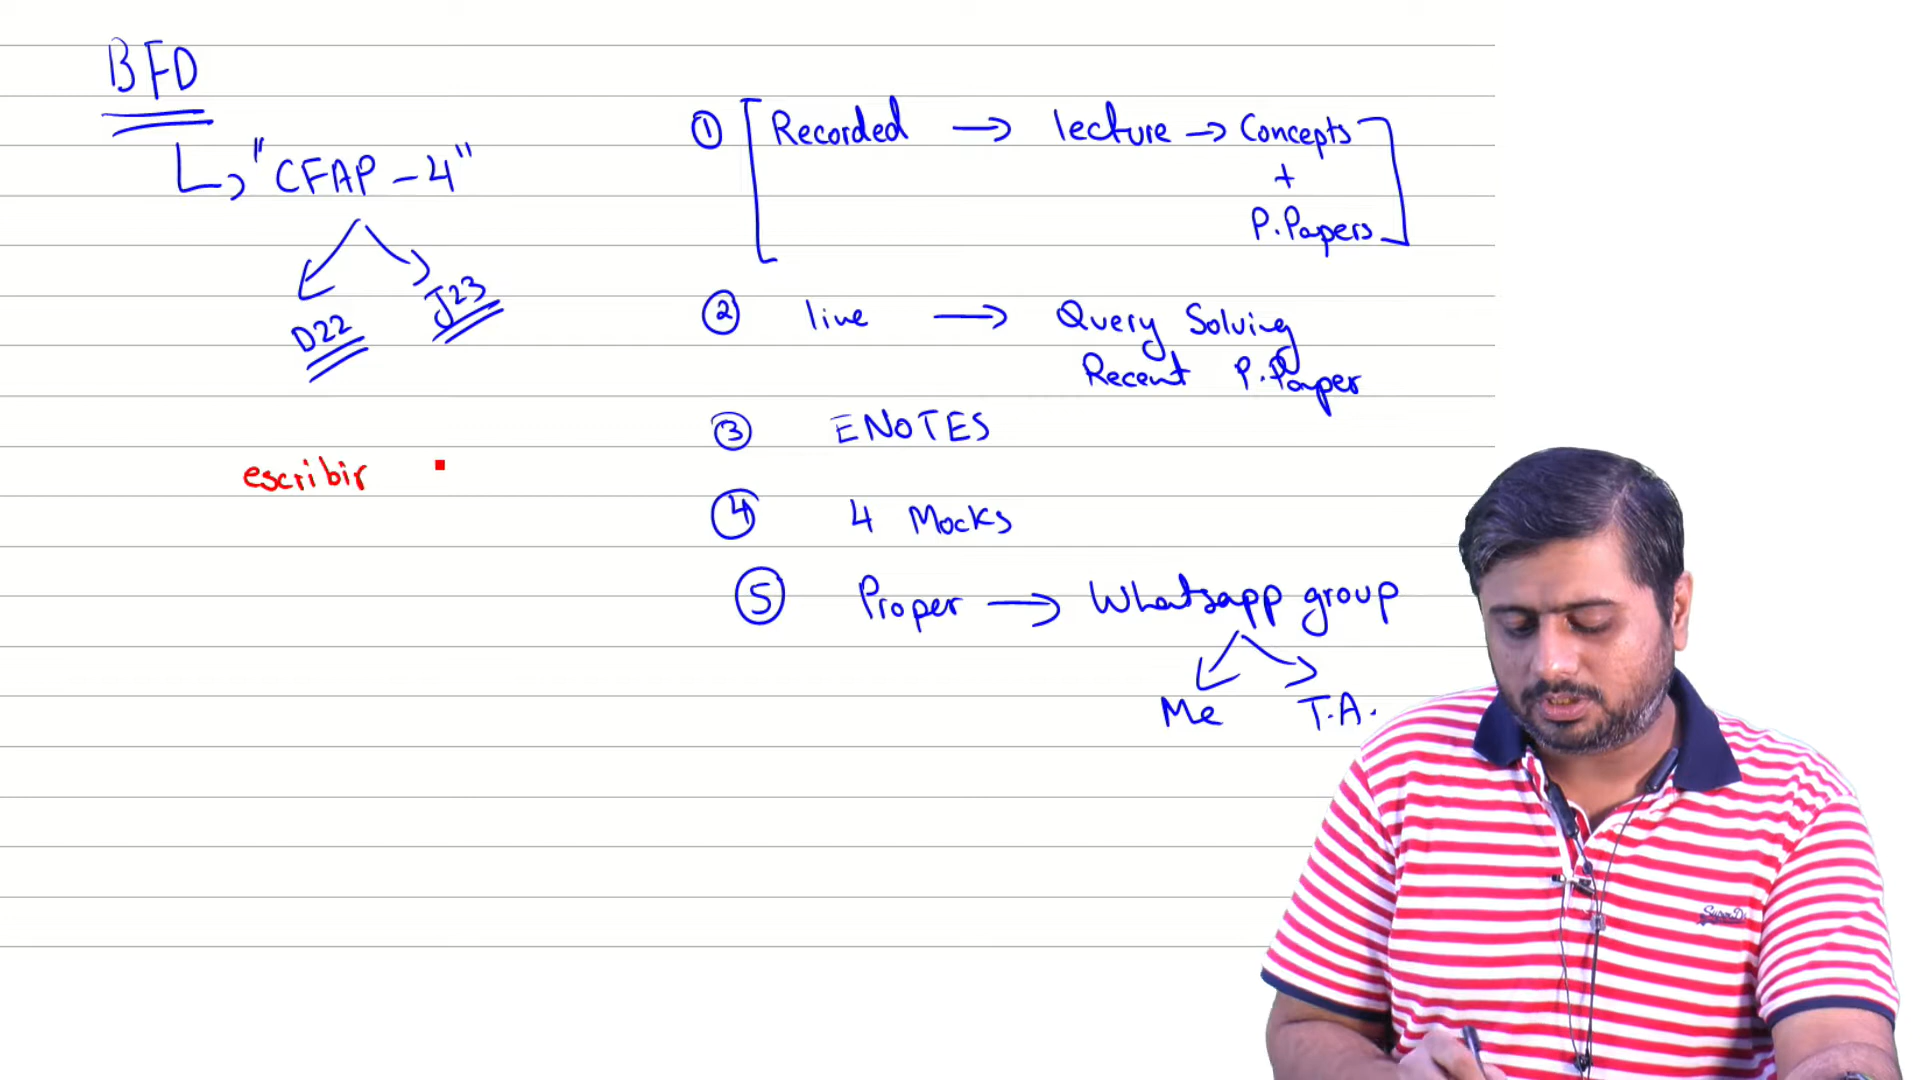 BFD
"CFAP-4"
D22 J23
escribir
① Recorded → lecture → Concepts
+
P.Papers
② live → Query Solving
Recent P.Paper
③ ENOTES
④ 4 Mocks
⑤ Proper → Whatsapp group
Me T.A.